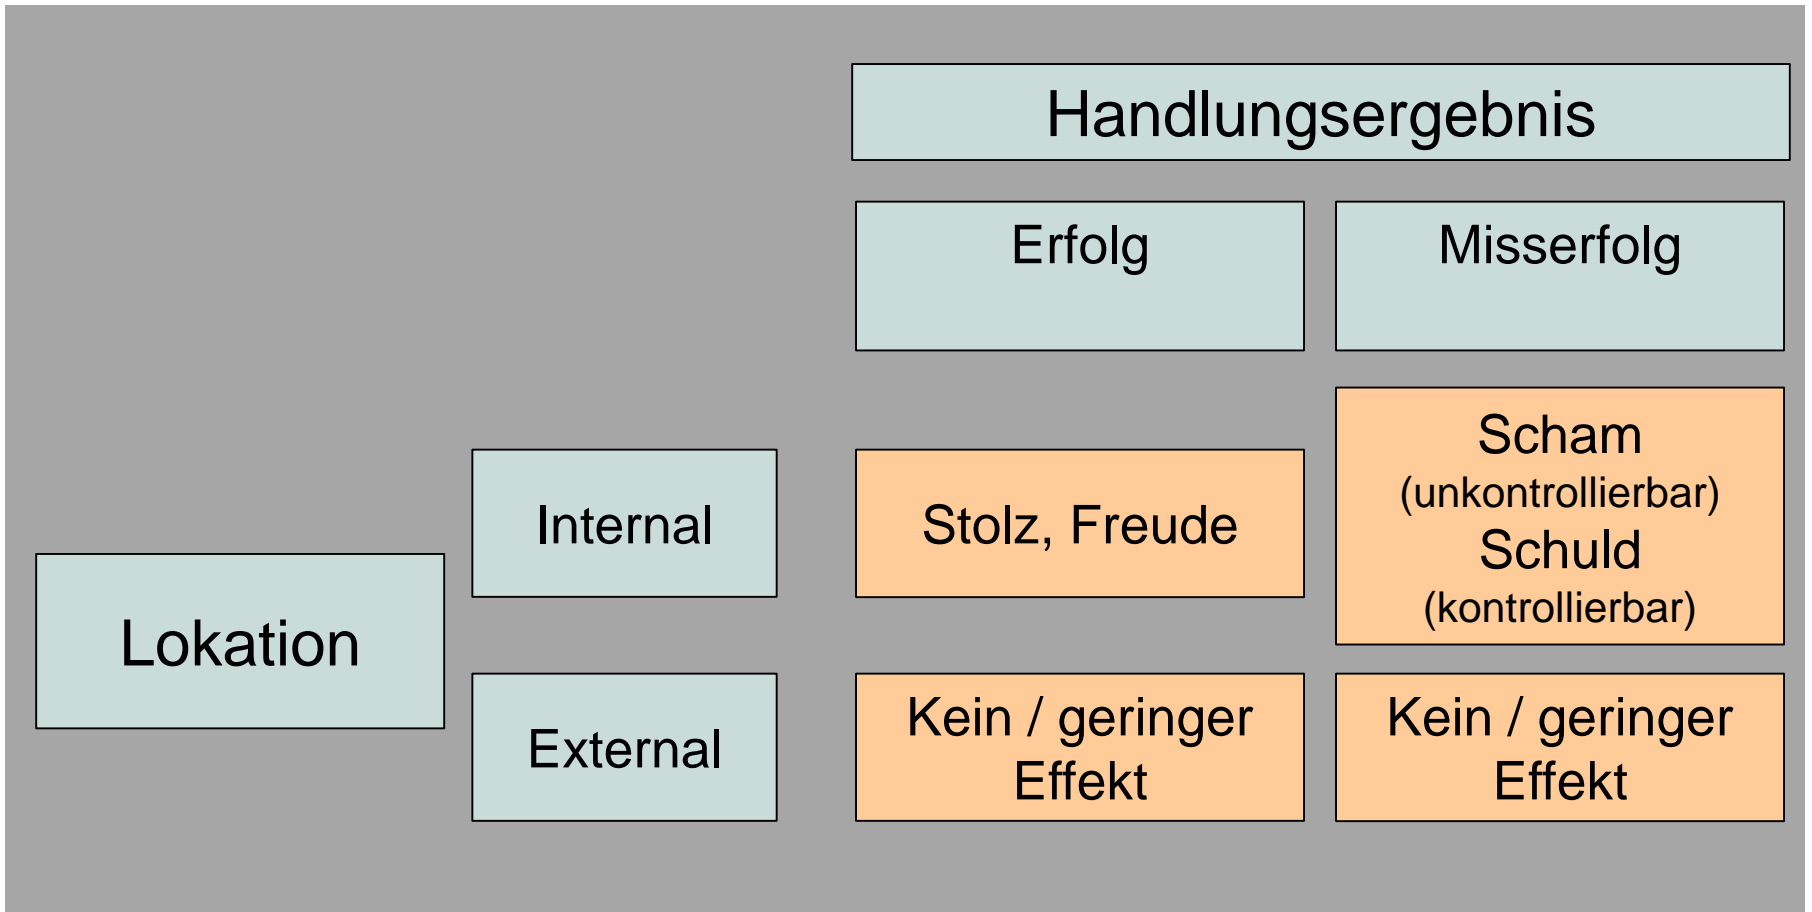 Handlungsergebnis
Erfolg
Misserfolg
Lokation
Internal
Stolz, Freude
Scham
(unkontrollierbar)
Schuld
(kontrollierbar)
External
Kein / geringer
Effekt
Kein / geringer
Effekt